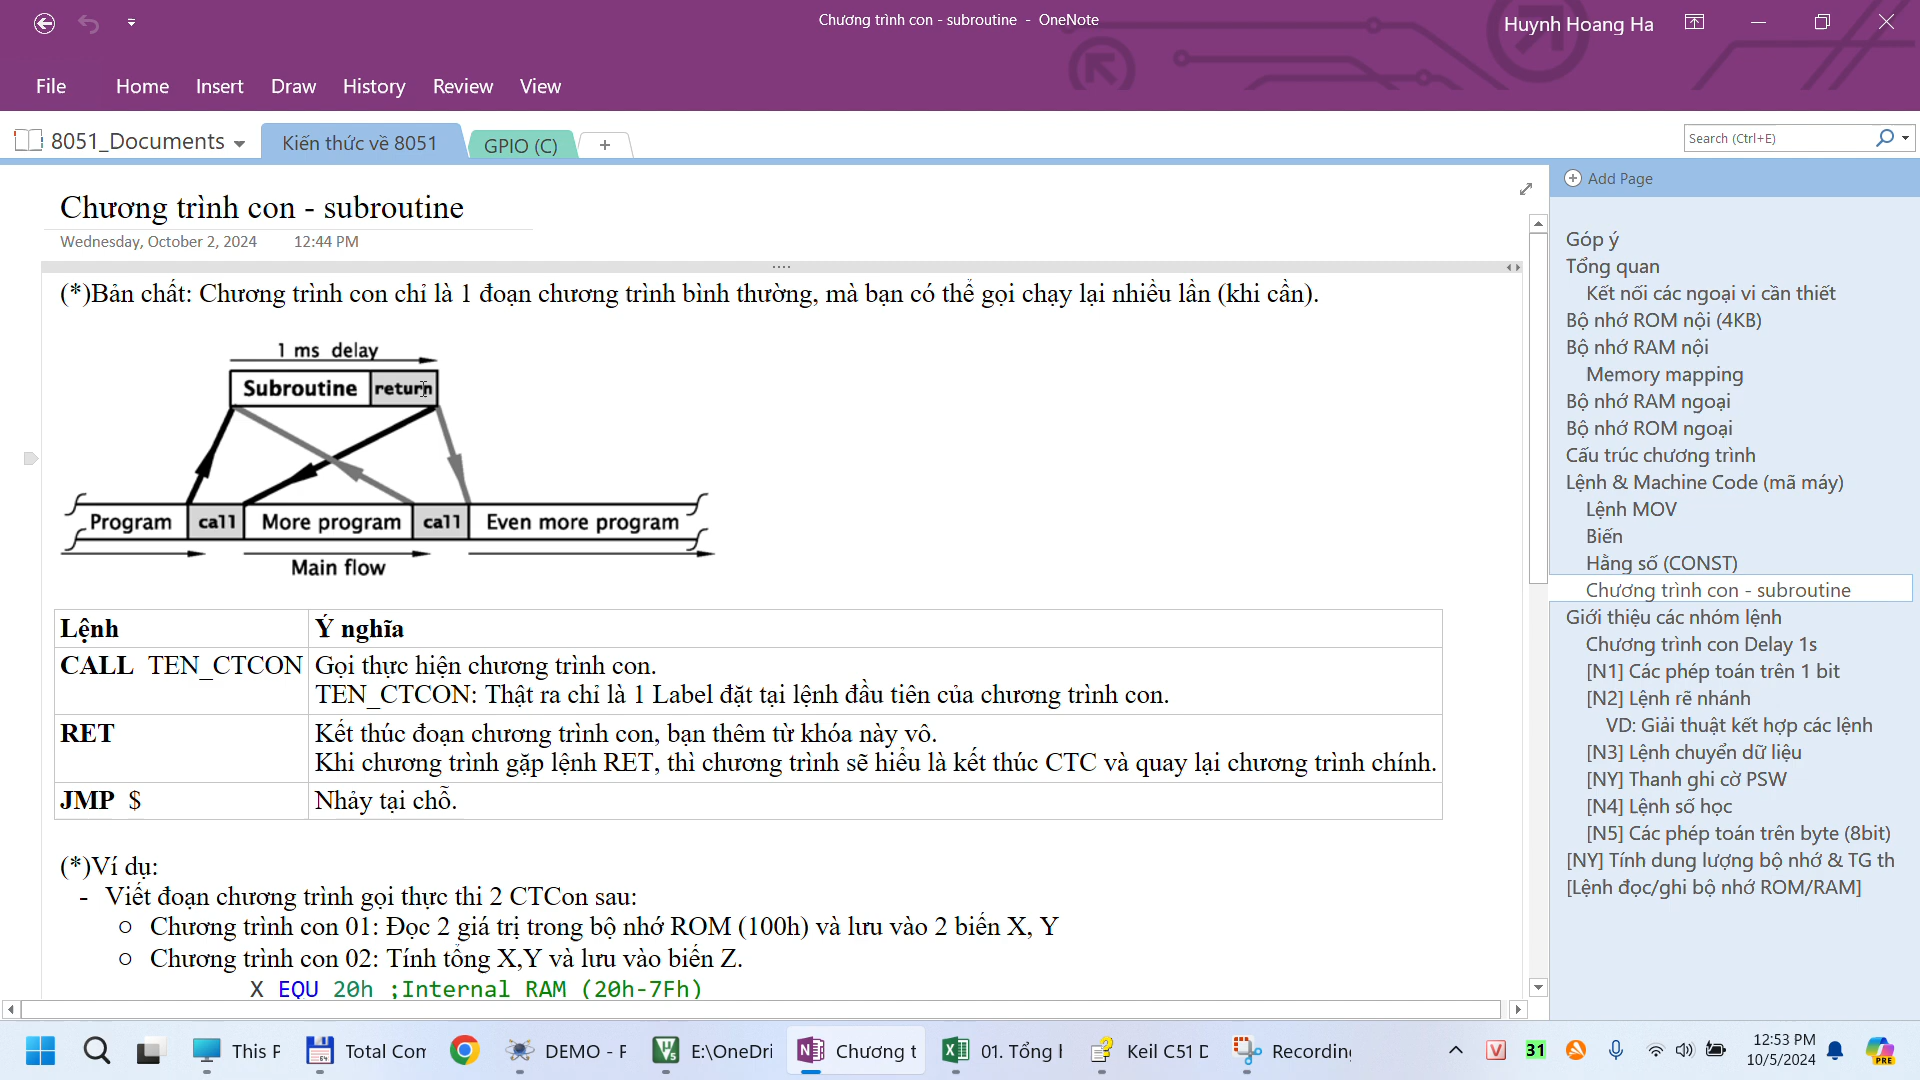 Chương trình con - subroutine - OneNote
Huynh Hoang Ha
File Home Insert Draw History Review View
8051_Documents
Kiến thức về 8051
GPIO (C)
+
Search (Ctrl+E)
Add Page
Chương trình con - subroutine
Wednesday, October 2, 2024 12:44 PM
(*)Bản chất: Chương trình con chỉ là 1 đoạn chương trình bình thường, mà bạn có thể gọi chạy lại nhiều lần (khi cần).
1 ms delay
Subroutine return
Program call More program call Even more program
Main flow
Lệnh Ý nghĩa
CALL TEN_CTCON Gọi thực hiện chương trình con.
TEN_CTCON: Thật ra chỉ là 1 Label đặt tại lệnh đầu tiên của chương trình con.
RET Kết thúc đoạn chương trình con, bạn thêm từ khóa này vô.
Khi chương trình gặp lệnh RET, thì chương trình sẽ hiểu là kết thúc CTC và quay lại chương trình chính.
JMP $ Nhảy tại chỗ.
(*)Ví dụ:
- Viết đoạn chương trình gọi thực thi 2 CTCon sau:
○ Chương trình con 01: Đọc 2 giá trị trong bộ nhớ ROM (100h) và lưu vào 2 biến X, Y
○ Chương trình con 02: Tính tổng X,Y và lưu vào biến Z.
X EQU 20h ;Internal RAM (20h-7Fh)
Góp ý
Tổng quan
Kết nối các ngoại vi cần thiết
Bộ nhớ ROM nội (4KB)
Bộ nhớ RAM nội
Memory mapping
Bộ nhớ RAM ngoại
Bộ nhớ ROM ngoại
Cấu trúc chương trình
Lệnh & Machine Code (mã máy)
Lệnh MOV
Biến
Hằng số (CONST)
Chương trình con - subroutine
Giới thiệu các nhóm lệnh
Chương trình con Delay 1s
[N1] Các phép toán trên 1 bit
[N2] Lệnh rẽ nhánh
VD: Giải thuật kết hợp các lệnh
[N3] Lệnh chuyển dữ liệu
[NY] Thanh ghi cờ PSW
[N4] Lệnh số học
[N5] Các phép toán trên byte (8bit)
[NY] Tính dung lượng bộ nhớ & TG th
[Lệnh đọc/ghi bộ nhớ ROM/RAM]
This P
64
Total Com
DEMO - P
E:\OneDri
Chương t
01. Tổng h
Keil C51 D
Recording
V
31
12:53 PM
10/5/2024
PRE